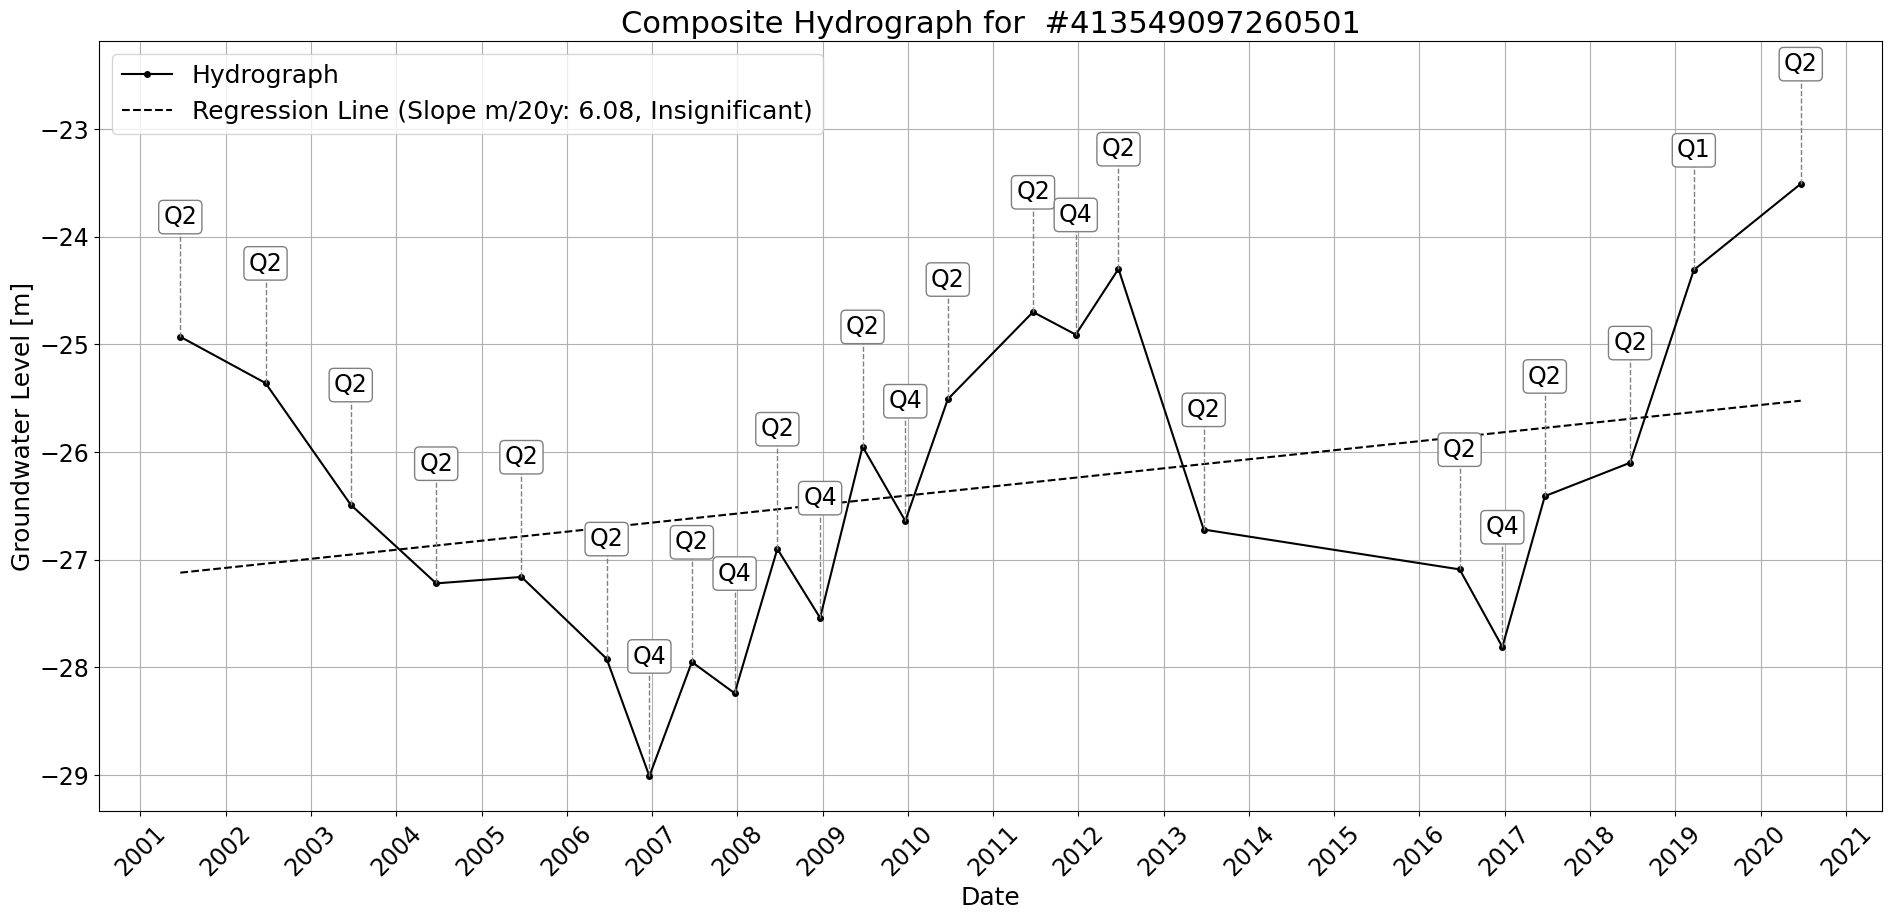 Composite Hydrograph for  #413549097260501
Hydrograph
Regression Line (Slope m/20y: 6.08, Insignificant)
Groundwater Level [m]
−23
−24
−25
−26
−27
−28
−29
Q2
Q2
Q2
Q2
Q2
Q2
Q4
Q2
Q4
Q2
Q4
Q2
Q4
Q2
Q2
Q4
Q2
Q2
Q2
Q4
Q2
Q2
Q1
Q2
2001
2002
2003
2004
2005
2006
2007
2008
2009
2010
2011
2012
2013
2014
2015
2016
2017
2018
2019
2020
2021
Date